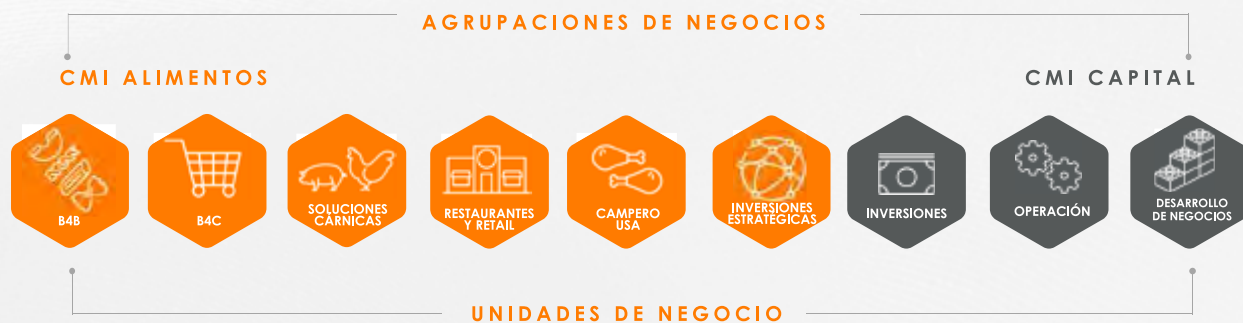 AGRUPACIONES DE NEGOCIOS
CMI ALIMENTOS
CMI CAPITAL
B4B
B4C
SOLUCIONES
CÁRNICAS
RESTAURANTES
Y RETAIL
CAMPERO
USA
INVERSIONES
ESTRATÉGICAS
INVERSIONES
OPERACIÓN
DESARROLLO
DE NEGOCIOS
UNIDADES DE NEGOCIO